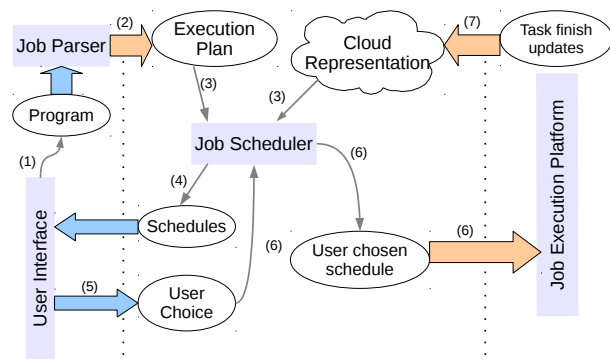 (2)
(7)
Job Parser
Execution
Plan
Cloud
Representation
Task finish
updates
(3)
(3)
Program
(1)
Job Scheduler
(6)
(4)
Schedules
(6)
User chosen
schedule
(6)
(5)
User
Choice
User Interface
Job Execution Platform